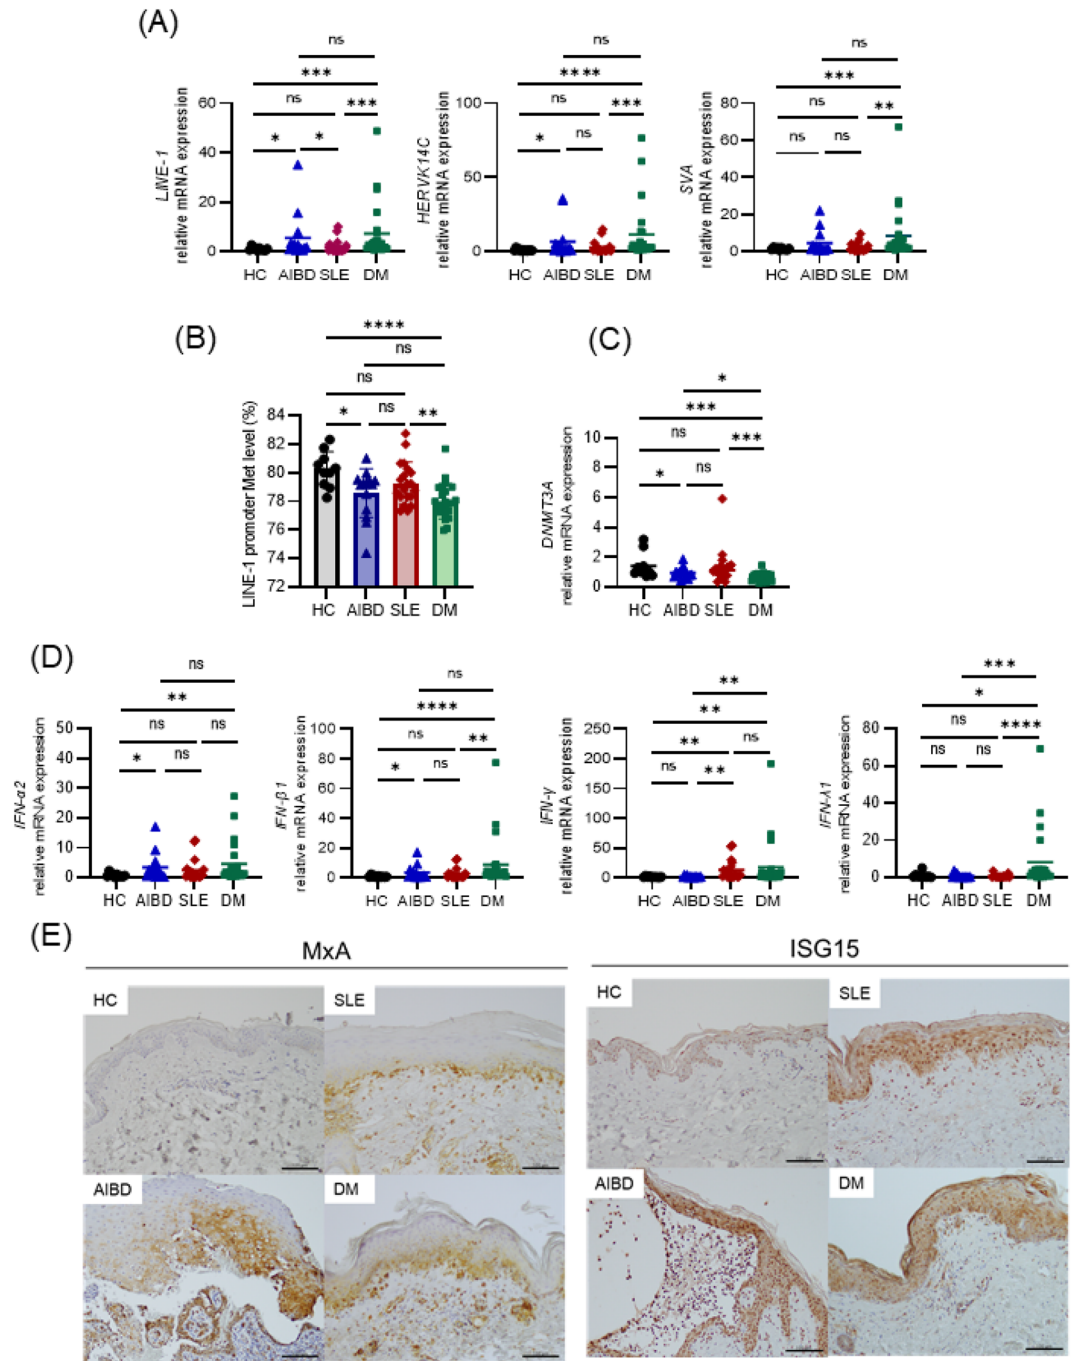 (A)
ns
***
ns
***
*
*
LINE-1
relative mRNA expression
60
40
20
0
HC AIBD SLE DM
ns
****
ns
***
*
ns
HERVK14C
relative mRNA expression
100
50
0
HC AIBD SLE DM
ns
***
ns
**
ns
ns
SVA
relative mRNA expression
80
60
40
20
0
HC AIBD SLE DM
(B)
****
ns
ns
*
ns
**
LINE-1 promoter Met level (%)
84
82
80
78
76
74
72
HC AIBD SLE DM
(C)
*
***
ns
***
*
ns
DNMT3A
relative mRNA expression
10
8
6
4
2
0
HC AIBD SLE DM
(D)
ns
**
ns
ns
*
ns
IFN-α2
relative mRNA expression
50
40
30
20
10
0
HC AIBD SLE DM
ns
****
ns
**
*
ns
IFN-β1
relative mRNA expression
100
80
60
40
20
0
HC AIBD SLE DM
**
**
**
ns
ns
**
IFN-γ
relative mRNA expression
250
200
150
100
50
0
HC AIBD SLE DM
***
*
ns
****
ns
ns
IFN-λ1
relative mRNA expression
80
60
40
20
0
HC AIBD SLE DM
(E)
MxA
HC
SLE
AIBD
DM
ISG15
HC
SLE
AIBD
DM